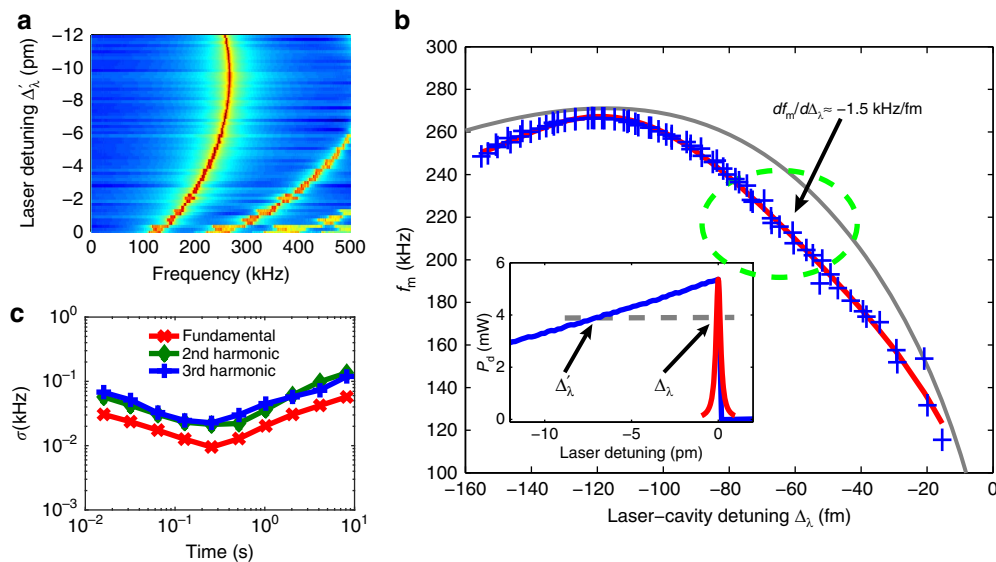 a
Laser detuning Δ′λ (pm)
−12
−10
−8
−6
−4
−2
0
0 100 200 300 400 500
Frequency (kHz)
b
fm (kHz)
300
280
260
240
220
200
180
160
140
120
100
dfm/dΔλ ≈ −1.5 kHz/fm
Pd (mW)
6
4
2
0
Δ′λ
Δλ
−10 −5 0
Laser detuning (pm)
−160 −140 −120 −100 −80 −60 −40 −20 0
Laser–cavity detuning Δλ (fm)
c
σ(kHz)
10^0
10^−1
10^−2
10^−3
Fundamental
2nd harmonic
3rd harmonic
10^−2 10^−1 10^0 10^1
Time (s)